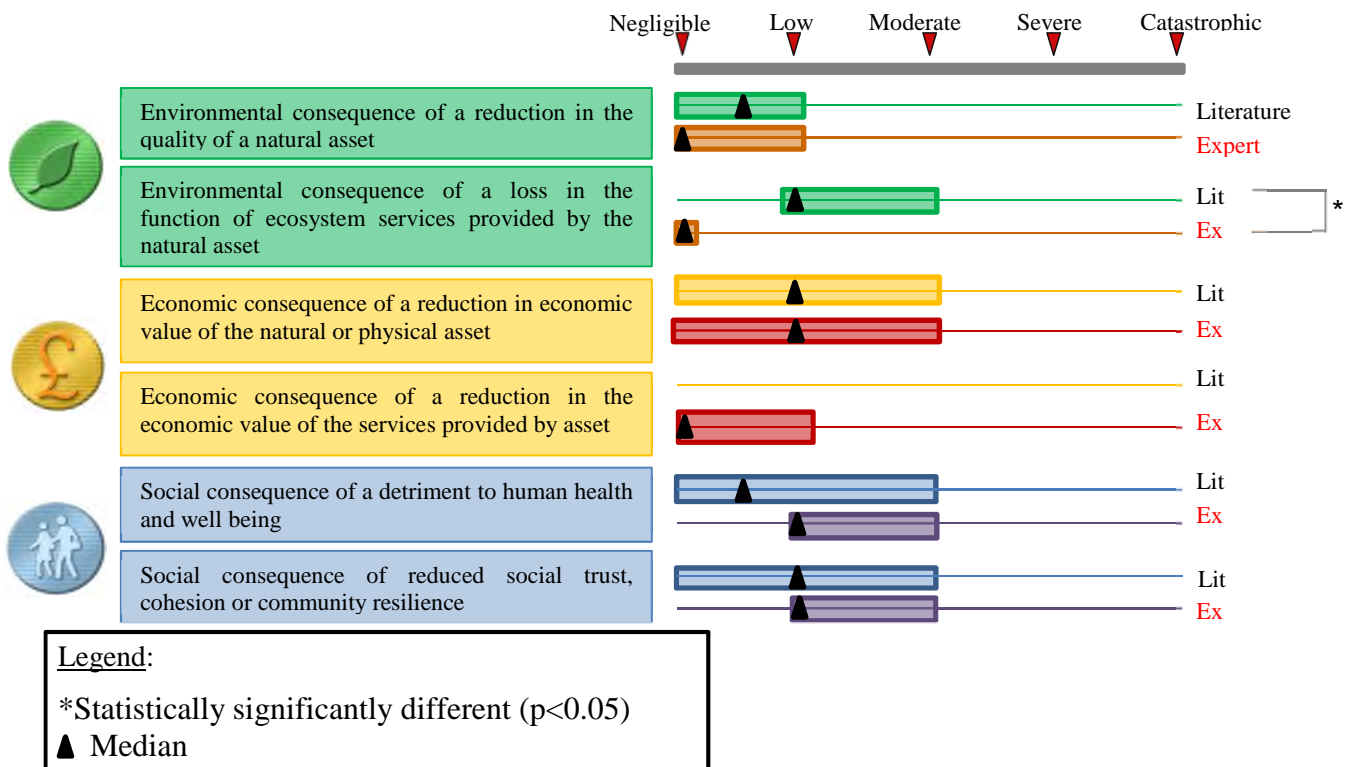 Negligible Low Moderate Severe Catastrophic
Environmental consequence of a reduction in the
quality of a natural asset
Literature
Expert
Environmental consequence of a loss in the
function of ecosystem services provided by the
natural asset
Lit
*
Ex
Economic consequence of a reduction in economic
value of the natural or physical asset
Lit
Ex
Economic consequence of a reduction in the
economic value of the services provided by asset
Lit
Ex
£
Social consequence of a detriment to human health
and well being
Lit
Ex
Social consequence of reduced social trust,
cohesion or community resilience
Lit
Ex
Legend:
*Statistically significantly different (p<0.05)
Median